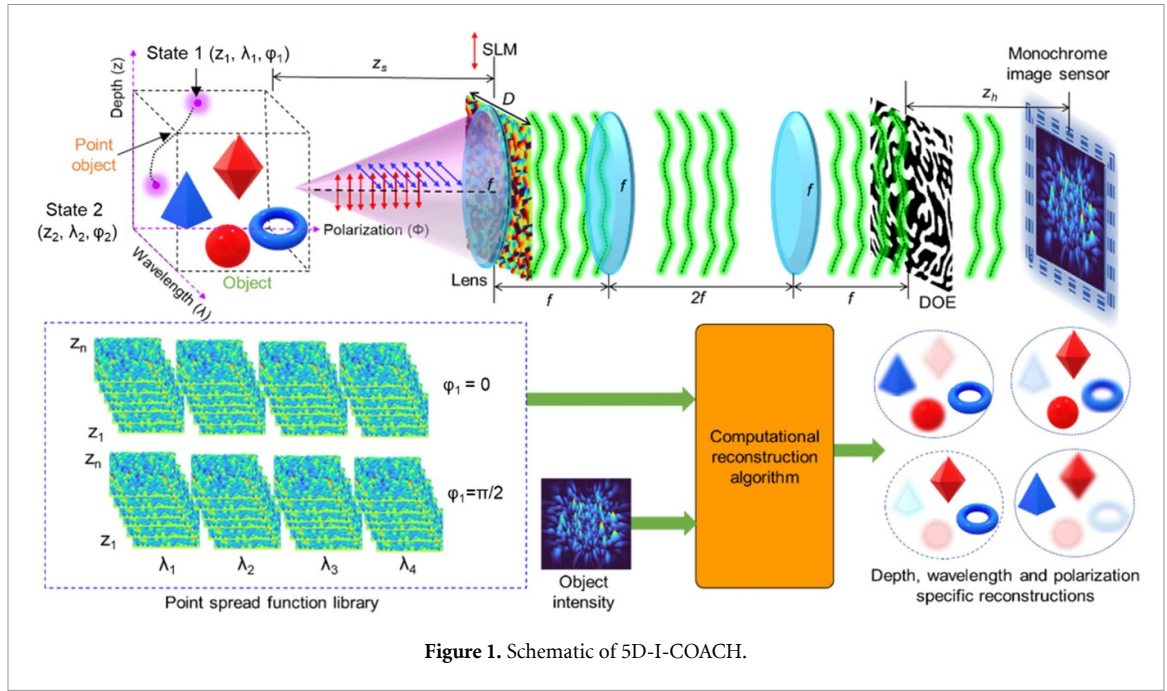 State 1 (z₁, λ₁, φ₁)
Depth (z)
Point
object
State 2
(z₂, λ₂, φ₂)
Wavelength (λ)
Polarization (Φ)
Object
zₛ
SLM
D
f
Lens
f
f
f
2f
f
DOE
zₕ
Monochrome
image sensor
zₙ
z₁
φ₁ = 0
zₙ
z₁
φ₁=π/2
λ₁ λ₂ λ₃ λ₄
Point spread function library
Object
intensity
Computational
reconstruction
algorithm
Depth, wavelength and polarization
specific reconstructions
Figure 1. Schematic of 5D-I-COACH.